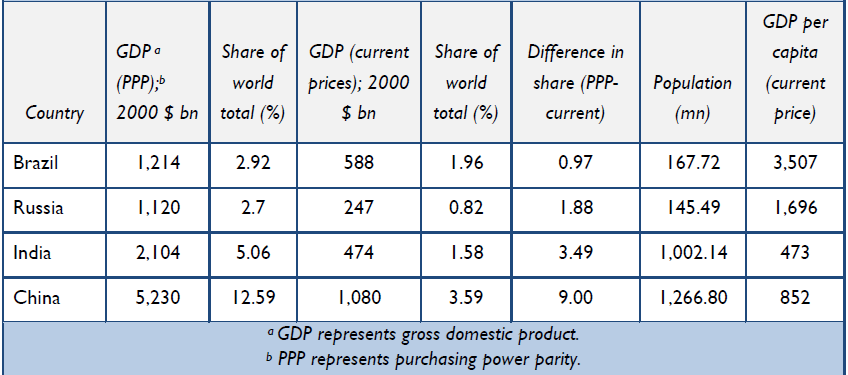 Country GDP a (PPP);b 2000 $ bn Share of world total (%) GDP (current prices); 2000 $ bn Share of world total (%) Difference in share (PPP-current) Population (mn) GDP per capita (current price)
Brazil 1,214 2.92 588 1.96 0.97 167.72 3,507
Russia 1,120 2.7 247 0.82 1.88 145.49 1,696
India 2,104 5.06 474 1.58 3.49 1,002.14 473
China 5,230 12.59 1,080 3.59 9.00 1,266.80 852
a GDP represents gross domestic product.
b PPP represents purchasing power parity.